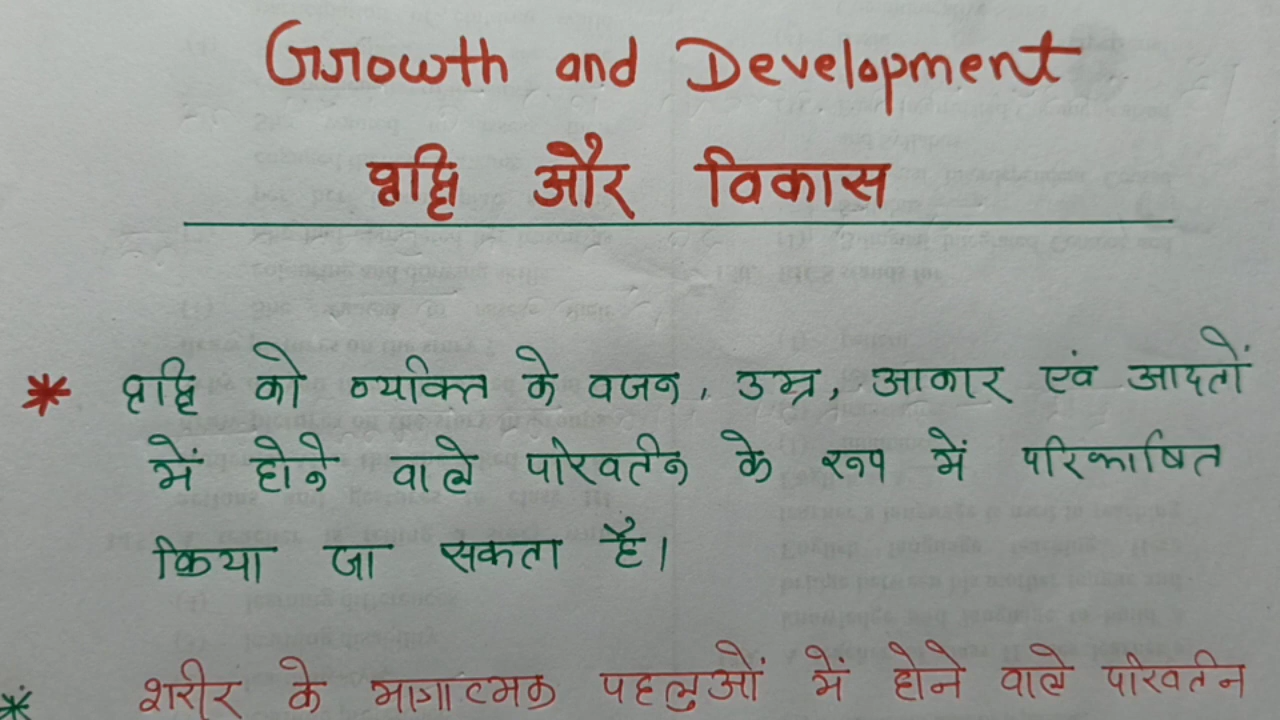 Growth and Development
वृद्धि और विकास
* वृद्धि को व्यक्ति के वजन, उम्र, आकार एवं आदतों
में होने वाले परिवर्तन के रूप में परिभाषित
किया जा सकता है।
* शरीर के मात्रात्मक पहलुओं में होने वाले परिवर्तन